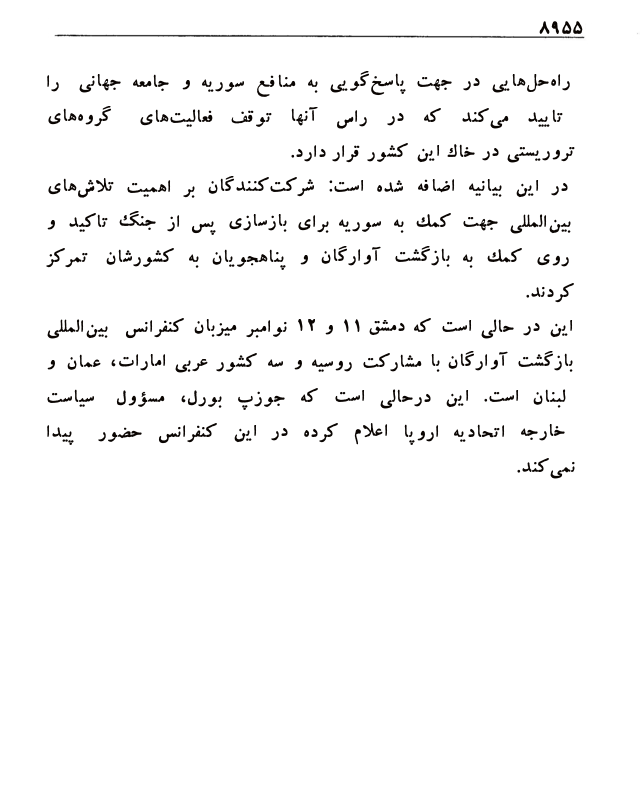 ۸۹۵۵
راه‌حل‌هایی در جهت پاسخ‌گویی به منافع سوریه و جامعه جهانی را
تایید می‌کند که در راس آنها توقف فعالیت‌های گروه‌های
تروریستی در خاك این کشور قرار دارد.
در این بیانیه اضافه شده است: شرکت‌کنندگان بر اهمیت تلاش‌های
بین‌المللی جهت کمك به سوریه برای بازسازی پس از جنگ تاکید و
روی کمك به بازگشت آوارگان و پناهجویان به کشورشان تمرکز
کردند.
این در حالی است که دمشق ۱۱ و ۱۲ نوامبر میزبان کنفرانس بین‌المللی
بازگشت آوارگان با مشارکت روسیه و سه کشور عربی امارات، عمان و
لبنان است. این درحالی است که جوزپ بورل، مسؤول سیاست
خارجه اتحادیه اروپا اعلام کرده در این کنفرانس حضور پیدا
نمی‌کند.